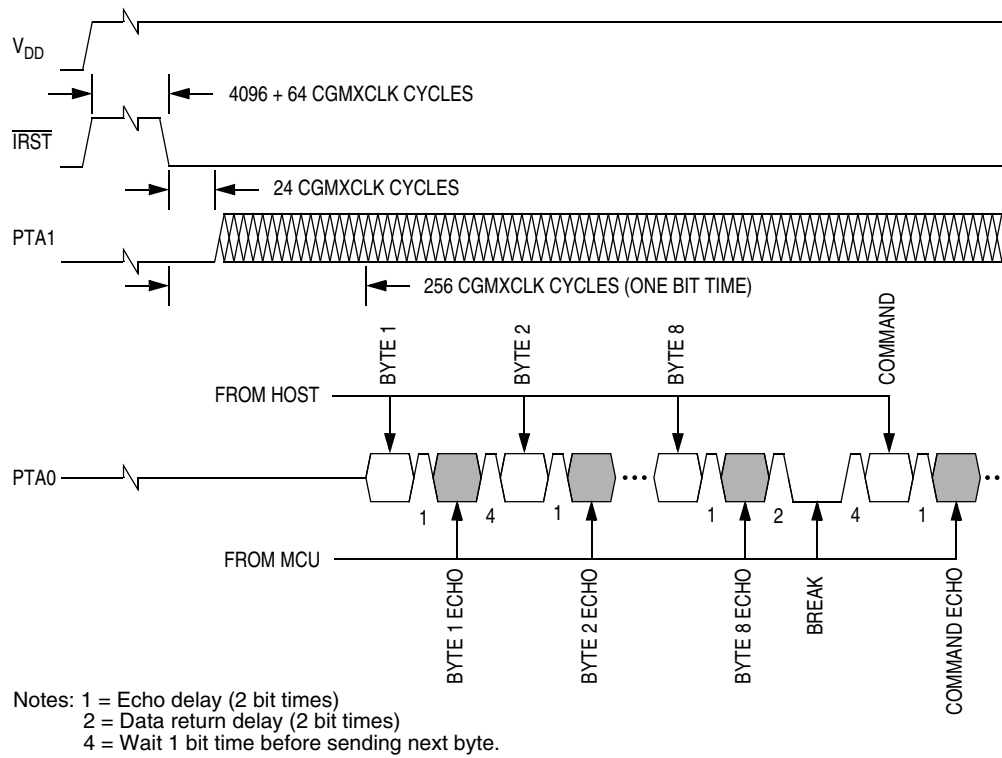 VDD
4096 + 64 CGMXCLK CYCLES
IRST
24 CGMXCLK CYCLES
PTA1
256 CGMXCLK CYCLES (ONE BIT TIME)
BYTE 1
BYTE 2
BYTE 8
COMMAND
FROM HOST
PTA0
1
4
1
1
2
4
1
FROM MCU
BYTE 1 ECHO
BYTE 2 ECHO
BYTE 8 ECHO
BREAK
COMMAND ECHO
Notes: 1 = Echo delay (2 bit times)
2 = Data return delay (2 bit times)
4 = Wait 1 bit time before sending next byte.